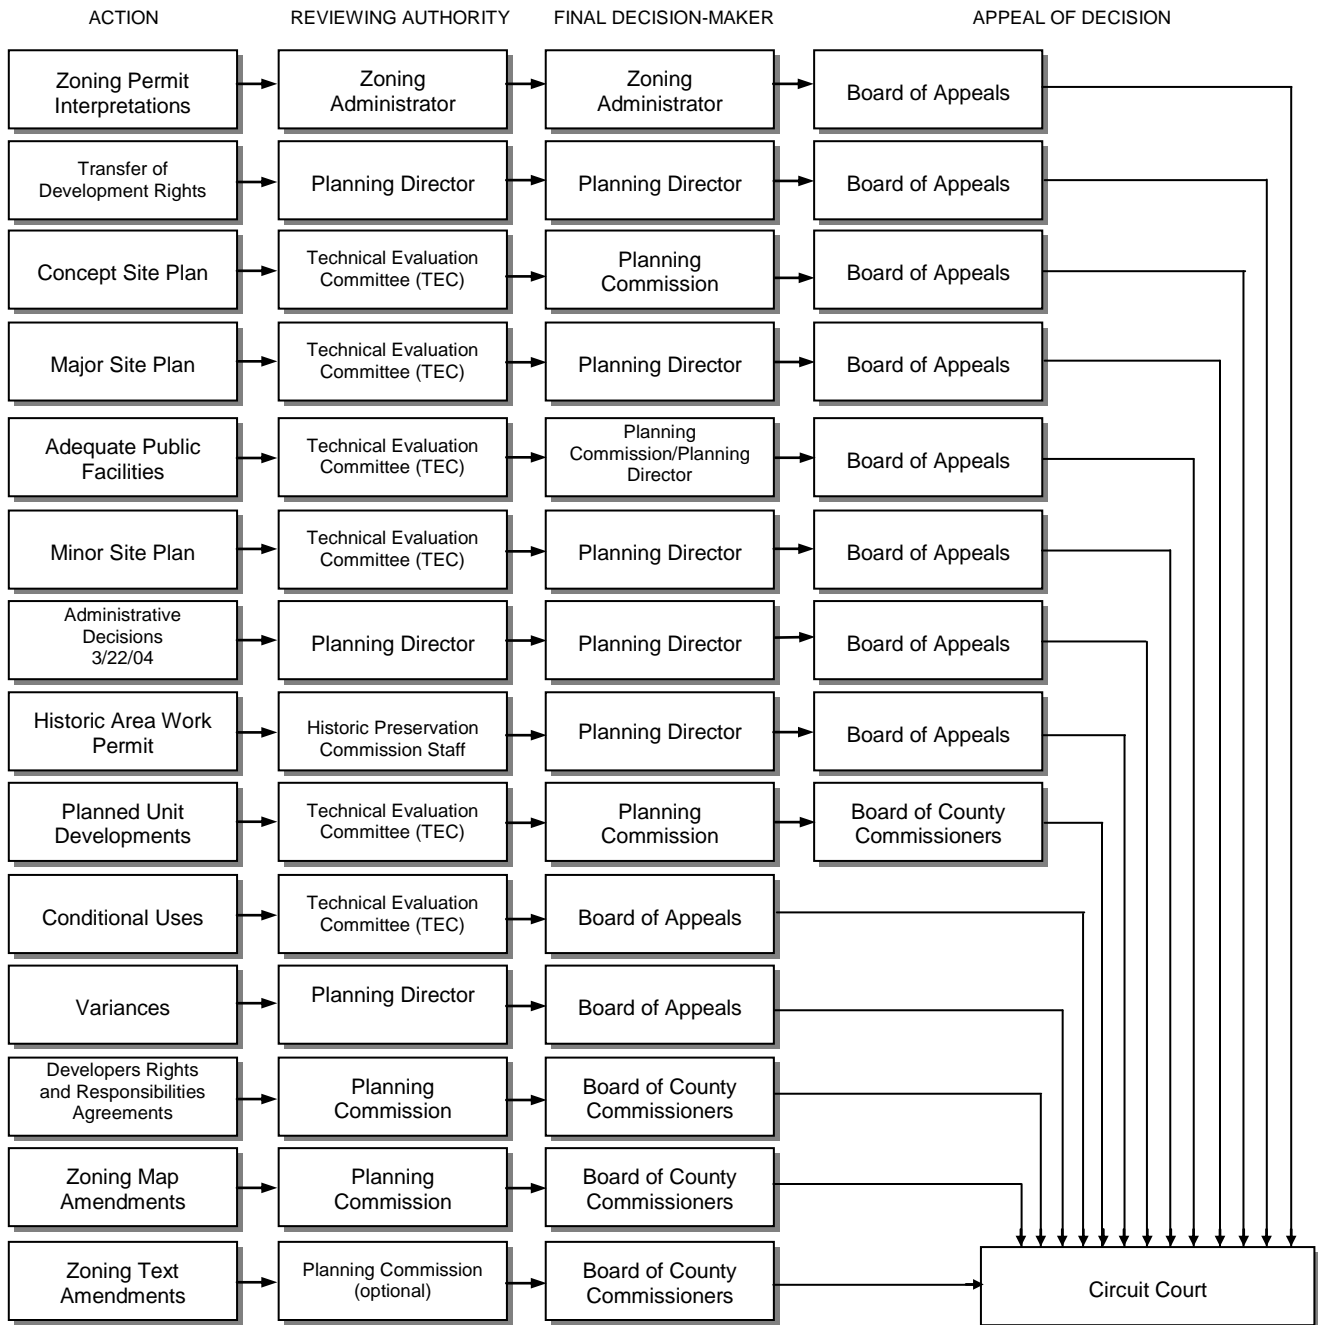 ACTION REVIEWING AUTHORITY FINAL DECISION-MAKER APPEAL OF DECISION
Zoning Permit
Interpretations
Zoning
Administrator
Zoning
Administrator
Board of Appeals
Transfer of
Development Rights
Planning Director
Planning Director
Board of Appeals
Concept Site Plan
Technical Evaluation
Committee (TEC)
Planning
Commission
Board of Appeals
Major Site Plan
Technical Evaluation
Committee (TEC)
Planning Director
Board of Appeals
Adequate Public
Facilities
Technical Evaluation
Committee (TEC)
Planning
Commission/Planning
Director
Board of Appeals
Minor Site Plan
Technical Evaluation
Committee (TEC)
Planning Director
Board of Appeals
Administrative
Decisions
3/22/04
Planning Director
Planning Director
Board of Appeals
Historic Area Work
Permit
Historic Preservation
Commission Staff
Planning Director
Board of Appeals
Planned Unit
Developments
Technical Evaluation
Committee (TEC)
Planning
Commission
Board of County
Commissioners
Conditional Uses
Technical Evaluation
Committee (TEC)
Board of Appeals
Variances
Planning Director
Board of Appeals
Developers Rights
and Responsibilities
Agreements
Planning
Commission
Board of County
Commissioners
Zoning Map
Amendments
Planning
Commission
Board of County
Commissioners
Zoning Text
Amendments
Planning Commission
(optional)
Board of County
Commissioners
Circuit Court